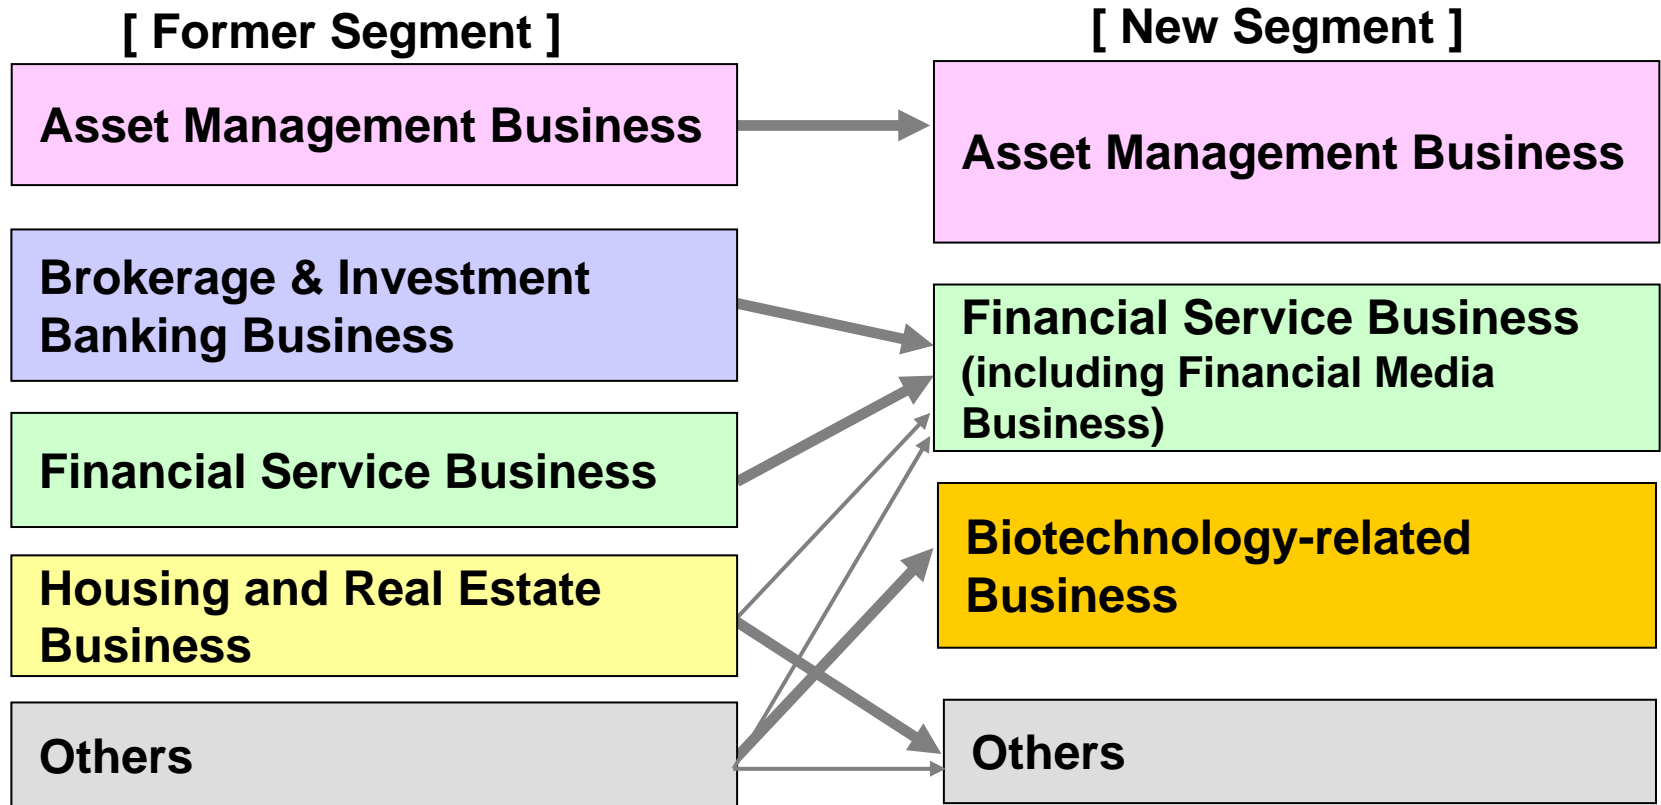 [ Former Segment ]
Asset Management Business
Brokerage & Investment
Banking Business
Financial Service Business
Housing and Real Estate
Business
Others
[ New Segment ]
Asset Management Business
Financial Service Business
(including Financial Media
Business)
Biotechnology-related
Business
Others